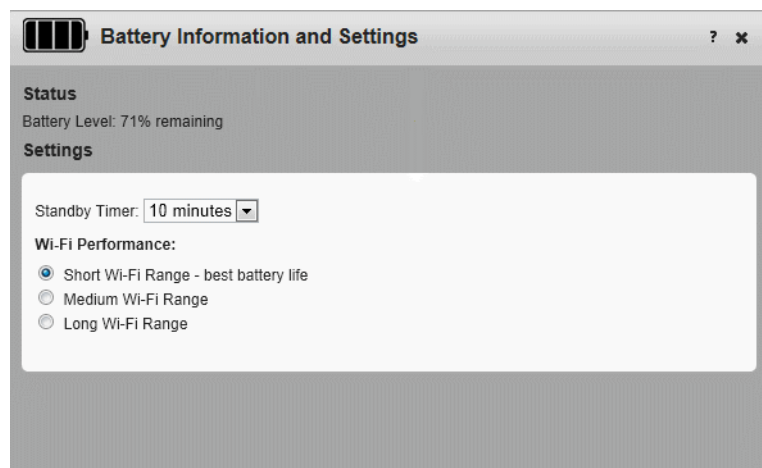 Battery Information and Settings ? ✖
Status
Battery Level: 71% remaining
Settings
Standby Timer: 10 minutes
Wi-Fi Performance:
Short Wi-Fi Range - best battery life
Medium Wi-Fi Range
Long Wi-Fi Range